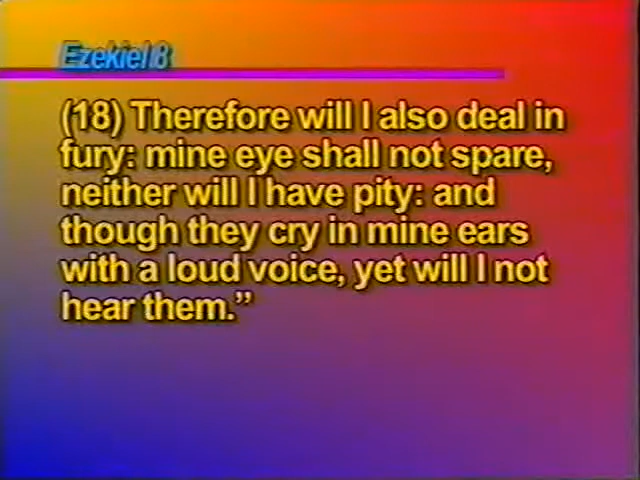 Ezekiel 8
(18) Therefore will I also deal in
fury: mine eye shall not spare,
neither will I have pity: and
though they cry in mine ears
with a loud voice, yet will I not
hear them.”